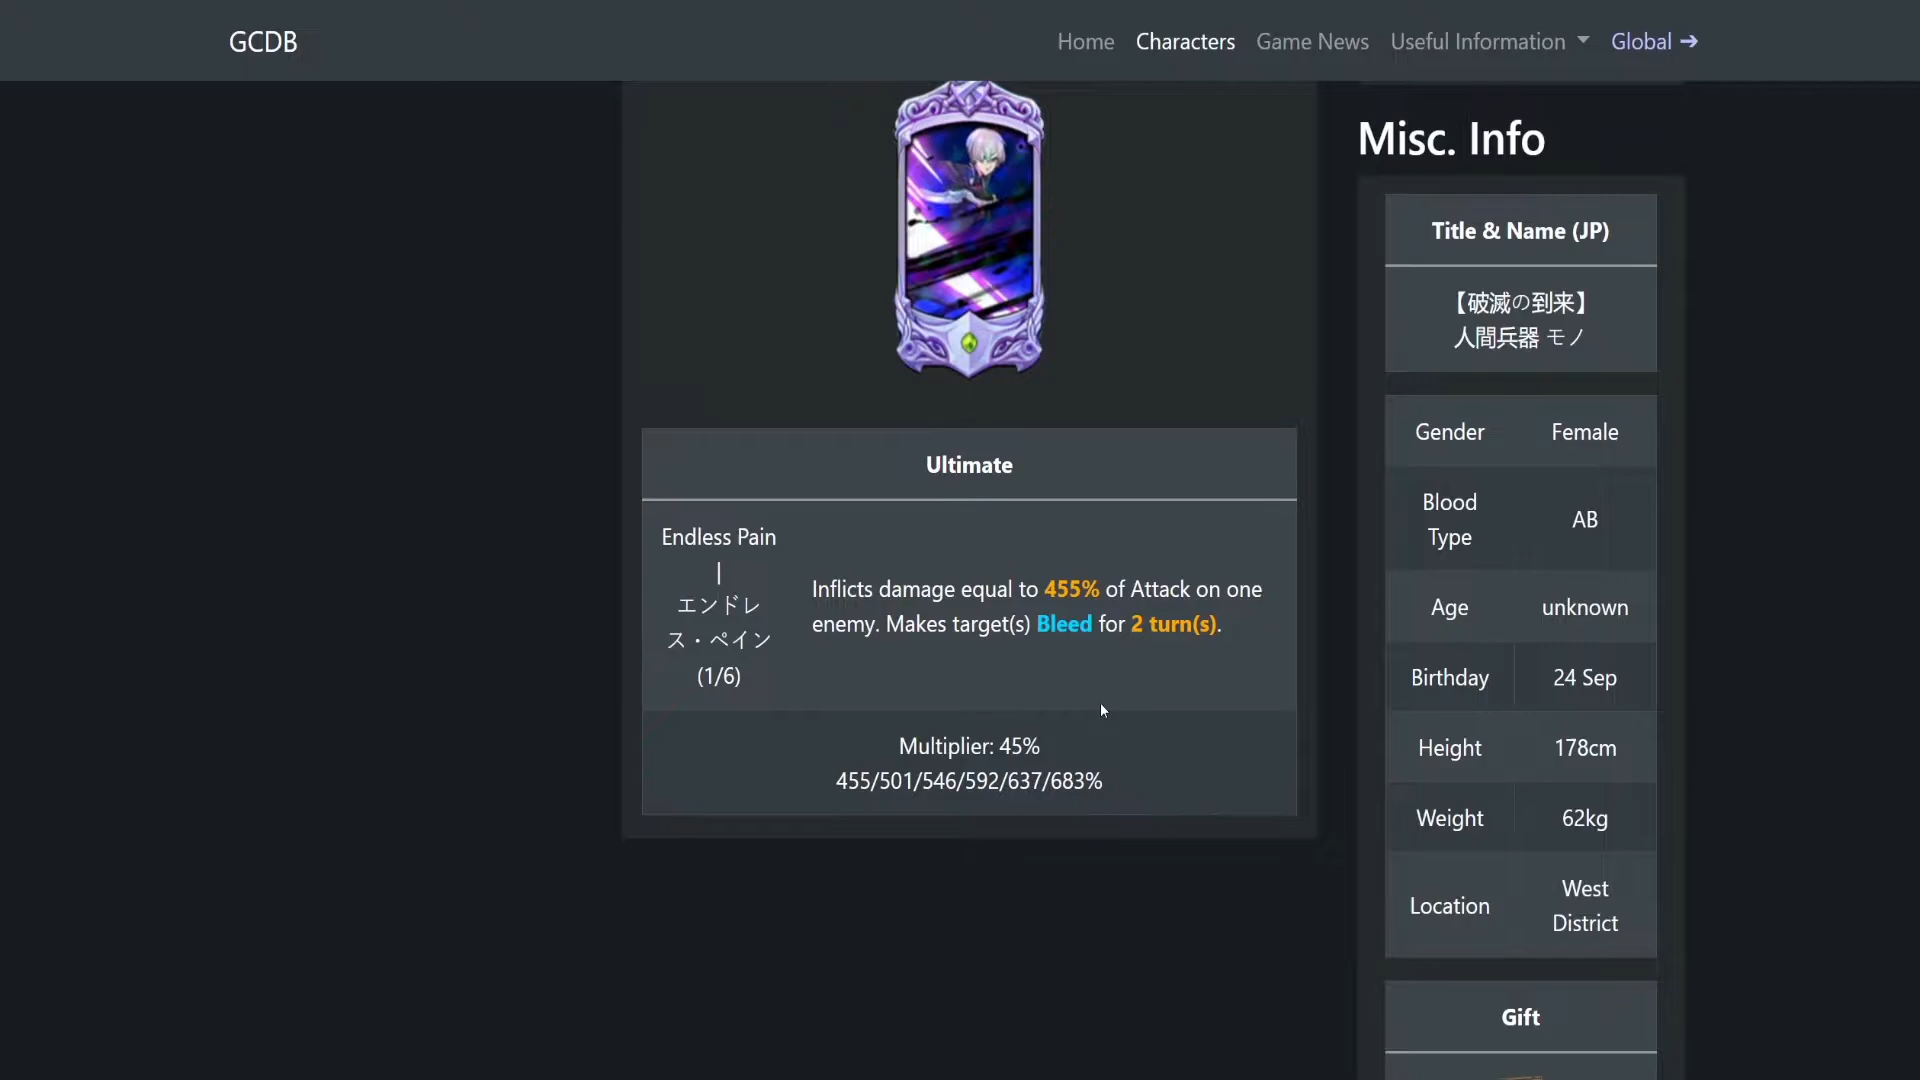 GCDB
Home Characters Game News Useful Information Global ➔
Ultimate
Endless Pain
|
エンドレ
ス・ペイン
(1/6)
Inflicts damage equal to 455% of Attack on one
enemy. Makes target(s) Bleed for 2 turn(s).
Multiplier: 45%
455/501/546/592/637/683%
Misc. Info
Title & Name (JP)
【破滅の到来】
人間兵器 モノ
Gender Female
Blood
Type
AB
Age unknown
Birthday 24 Sep
Height 178cm
Weight 62kg
Location
West
District
Gift